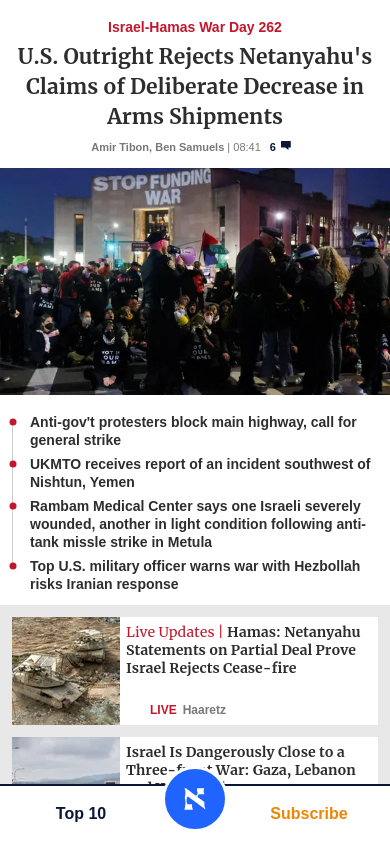 Israel-Hamas War Day 262
U.S. Outright Rejects Netanyahu's
Claims of Deliberate Decrease in
Arms Shipments
Amir Tibon, Ben Samuels | 08:41 6
STOP FUNDING
WAR
NOT IN
OUR
NAME
Anti-gov't protesters block main highway, call for
general strike
UKMTO receives report of an incident southwest of
Nishtun, Yemen
Rambam Medical Center says one Israeli severely
wounded, another in light condition following anti-
tank missle strike in Metula
Top U.S. military officer warns war with Hezbollah
risks Iranian response
Live Updates | Hamas: Netanyahu
Statements on Partial Deal Prove
Israel Rejects Cease-fire
LIVE Haaretz
Israel Is Dangerously Close to a
Three-front War: Gaza, Lebanon
Top 10
Subscribe